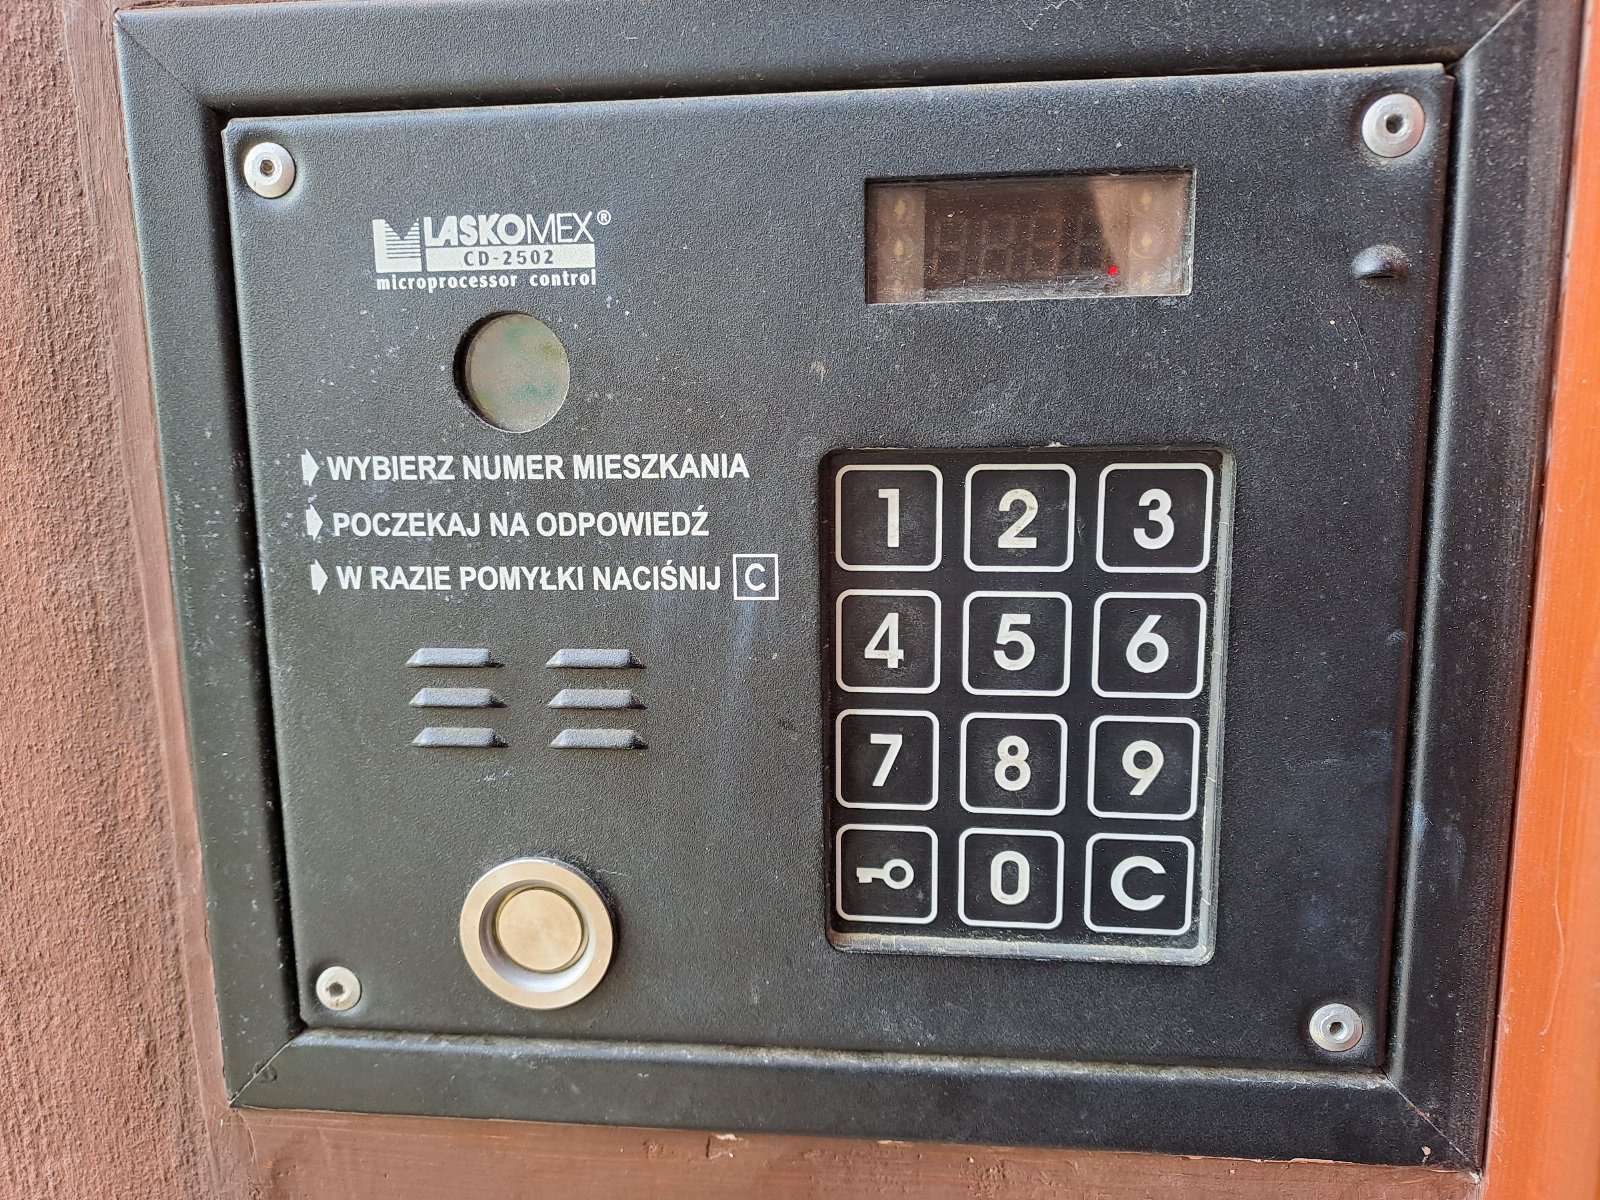 LASKOMEX®
CD-2502
microprocessor control
WYBIERZ NUMER MIESZKANIA
POCZEKAJ NA ODPOWIEDŹ
W RAZIE POMYŁKI NACIŚNIJ C
1 2 3
4 5 6
7 8 9
0 C